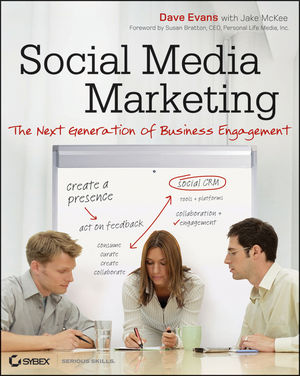 Dave Evans with Jake McKee
Foreword by Susan Bratton, CEO, Personal Life Media, Inc.
Social Media
Marketing
The Next Generation Of Business Engagement
create a
presence
act on feedback
consume
curate
create
collaborate
social CRM
tools + platforms
collaboration +
engagement
SYBEX
SERIOUS SKILLS.